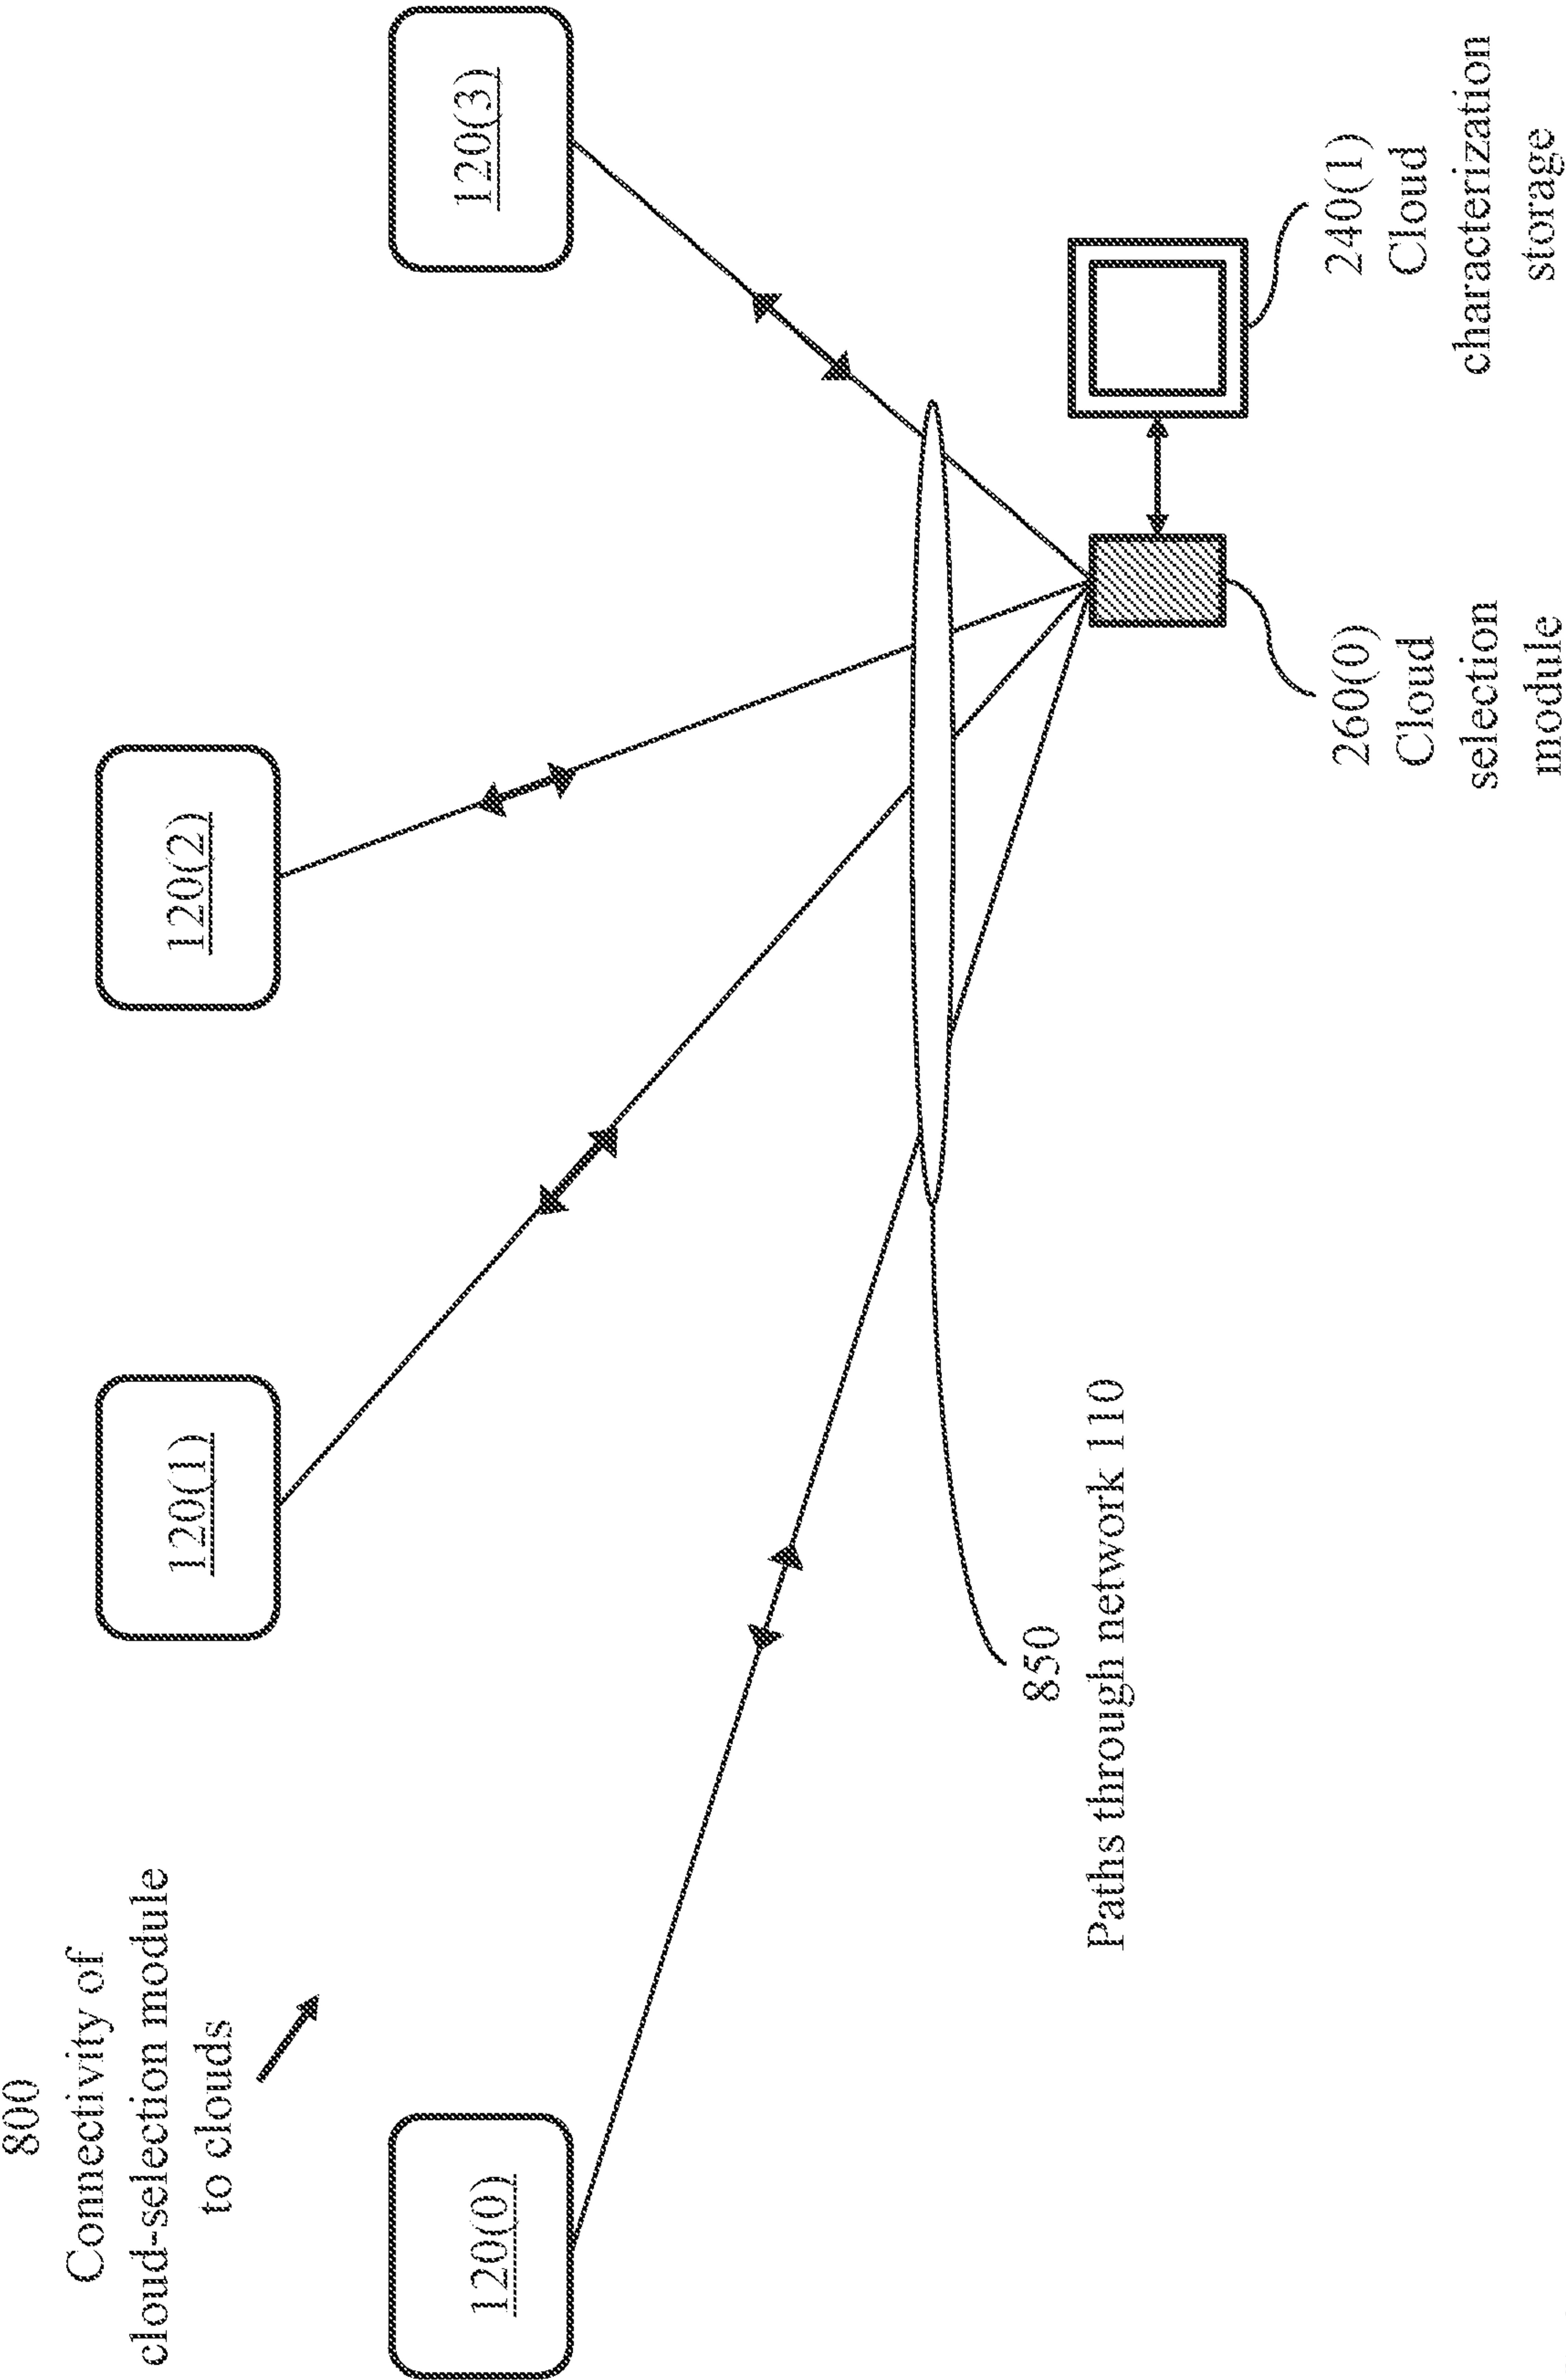 800
Connectivity of
cloud-selection module
to clouds
120(0)
120(1)
120(2)
120(3)
850
Paths through network 110
260(0)
Cloud
selection
module
240(1)
Cloud
characterization
storage